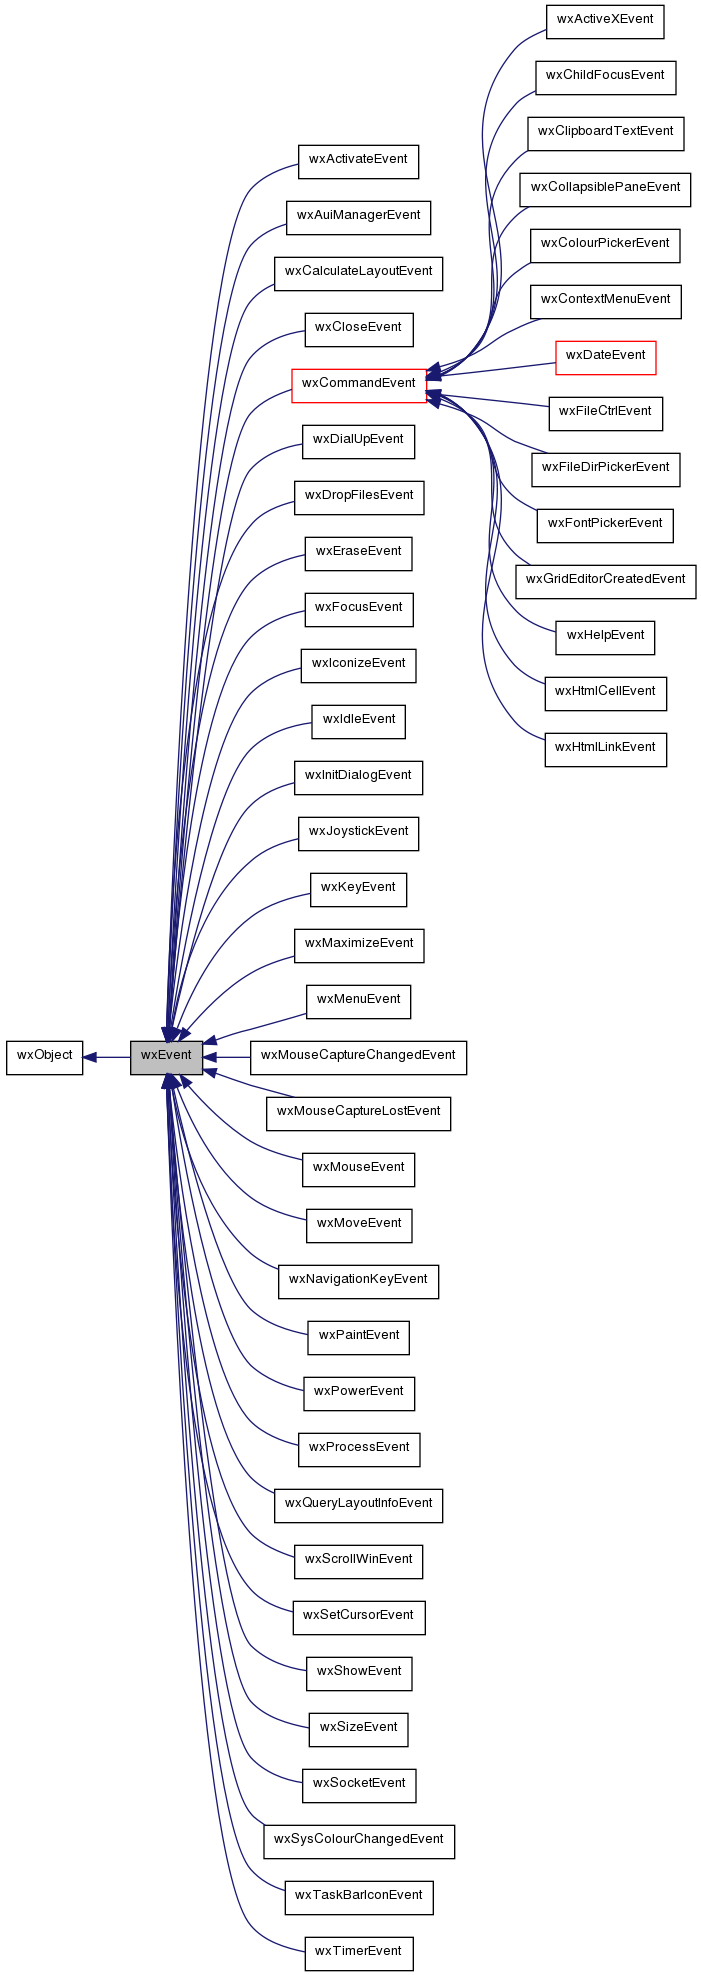 wxObject
wxEvent
wxActivateEvent
wxAuiManagerEvent
wxCalculateLayoutEvent
wxCloseEvent
wxCommandEvent
wxDialUpEvent
wxDropFilesEvent
wxEraseEvent
wxFocusEvent
wxIconizeEvent
wxIdleEvent
wxInitDialogEvent
wxJoystickEvent
wxKeyEvent
wxMaximizeEvent
wxMenuEvent
wxMouseCaptureChangedEvent
wxMouseCaptureLostEvent
wxMouseEvent
wxMoveEvent
wxNavigationKeyEvent
wxPaintEvent
wxPowerEvent
wxProcessEvent
wxQueryLayoutInfoEvent
wxScrollWinEvent
wxSetCursorEvent
wxShowEvent
wxSizeEvent
wxSocketEvent
wxSysColourChangedEvent
wxTaskBarIconEvent
wxTimerEvent
wxActiveXEvent
wxChildFocusEvent
wxClipboardTextEvent
wxCollapsiblePaneEvent
wxColourPickerEvent
wxContextMenuEvent
wxDateEvent
wxFileCtrlEvent
wxFileDirPickerEvent
wxFontPickerEvent
wxGridEditorCreatedEvent
wxHelpEvent
wxHtmlCellEvent
wxHtmlLinkEvent